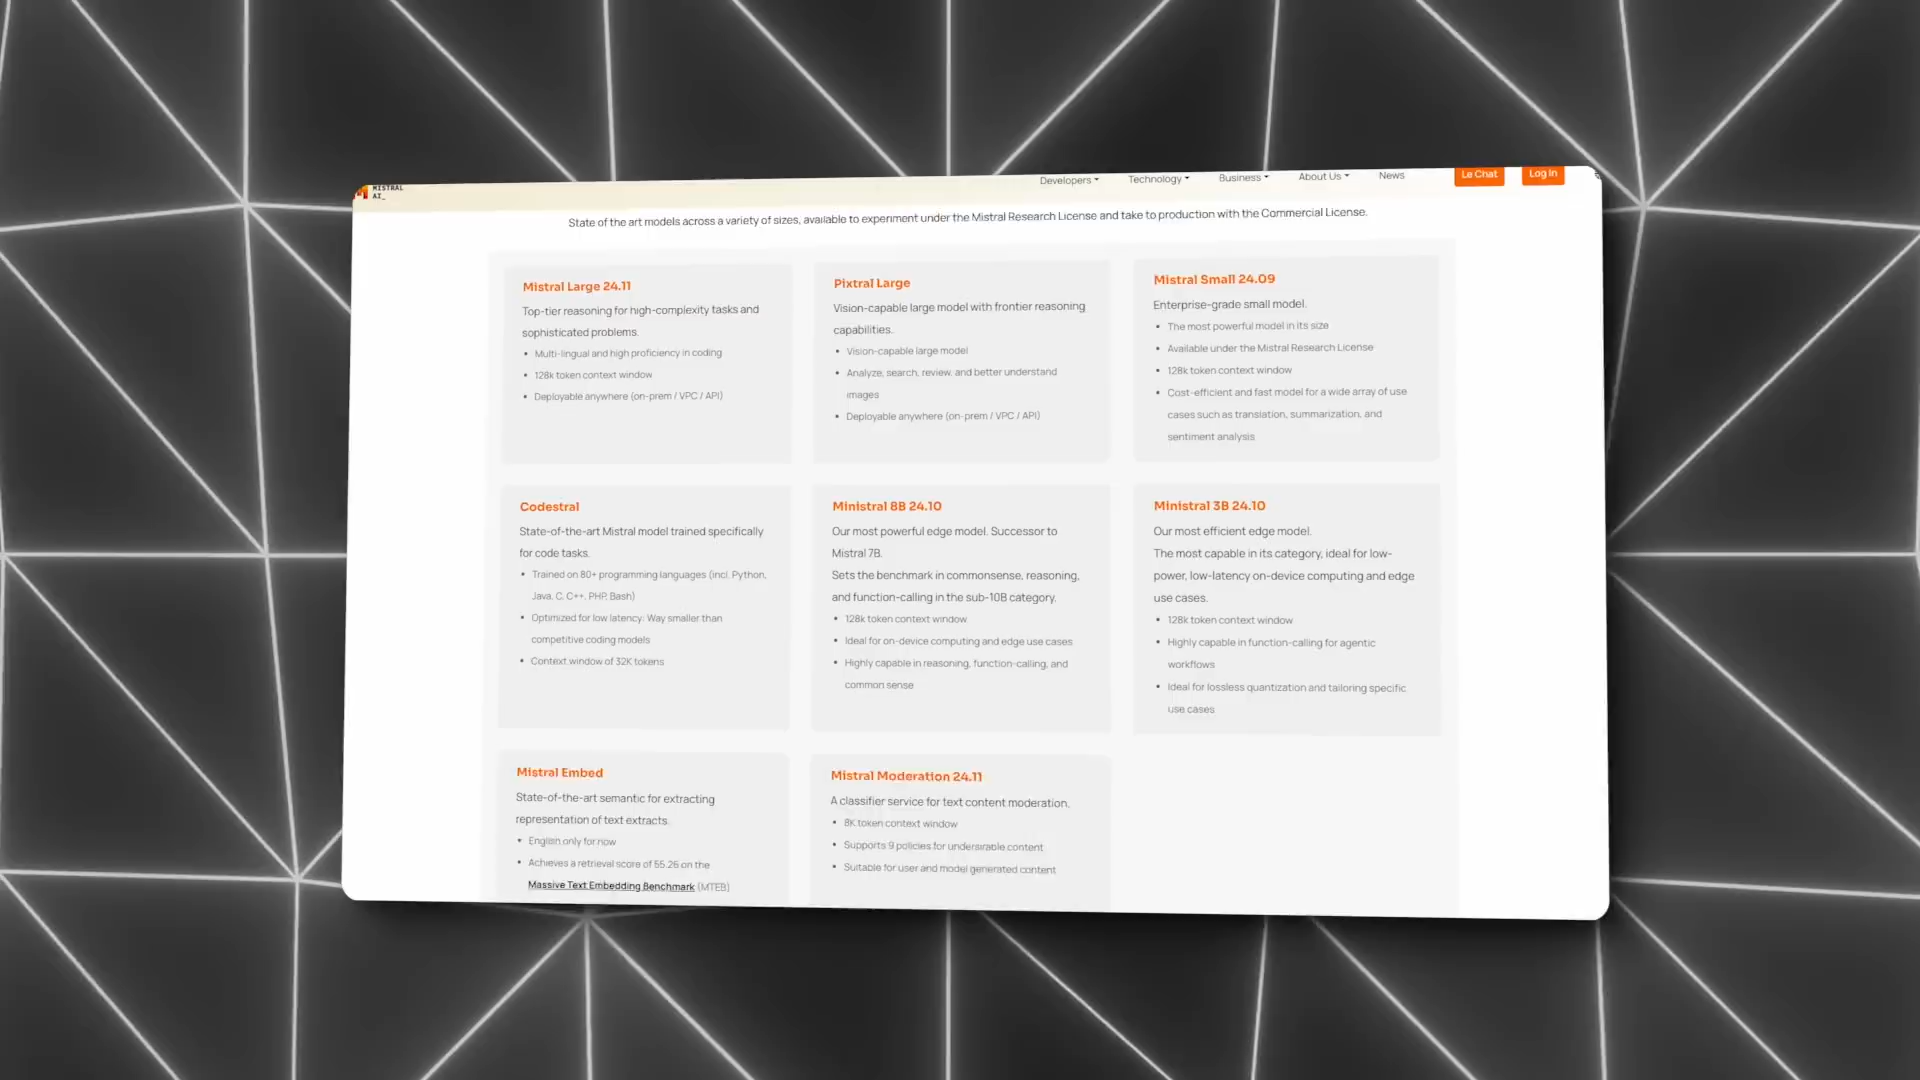 MISTRAL
AI_
Developers
Technology
Business
About Us
News
Le Chat
Log In
State of the art models across a variety of sizes, available to experiment under the Mistral Research License and take to production with the Commercial License.
Mistral Large 24.11
Top-tier reasoning for high-complexity tasks and
sophisticated problems.
• Multi-lingual and high proficiency in coding
• 128k token context window
• Deployable anywhere (on-prem / VPC / API)
Pixtral Large
Vision-capable large model with frontier reasoning
capabilities.
• Vision-capable large model
• Analyze, search, review, and better understand
images
• Deployable anywhere (on-prem / VPC / API)
Mistral Small 24.09
Enterprise-grade small model.
• The most powerful model in its size
• Available under the Mistral Research License
• 128k token context window
• Cost-efficient and fast model for a wide array of use
cases such as translation, summarization, and
sentiment analysis
Codestral
State-of-the-art Mistral model trained specifically
for code tasks.
• Trained on 80+ programming languages (incl. Python,
Java, C, C++, PHP, Bash)
• Optimized for low latency: Way smaller than
competitive coding models
• Context window of 32K tokens
Ministral 8B 24.10
Our most powerful edge model. Successor to
Mistral 7B.
Sets the benchmark in commonsense, reasoning,
and function-calling in the sub-10B category.
• 128k token context window
• Ideal for on-device computing and edge use cases
• Highly capable in reasoning, function-calling, and
common sense
Ministral 3B 24.10
Our most efficient edge model.
The most capable in its category, ideal for low-
power, low-latency on-device computing and edge
use cases.
• 128k token context window
• Highly capable in function-calling for agentic
workflows
• Ideal for lossless quantization and tailoring specific
use cases
Mistral Embed
State-of-the-art semantic for extracting
representation of text extracts.
• English only for now
• Achieves a retrieval score of 55.26 on the
Massive Text Embedding Benchmark (MTEB)
Mistral Moderation 24.11
A classifier service for text content moderation.
• 8K token context window
• Supports 9 policies for undersirable content
• Suitable for user and model generated content